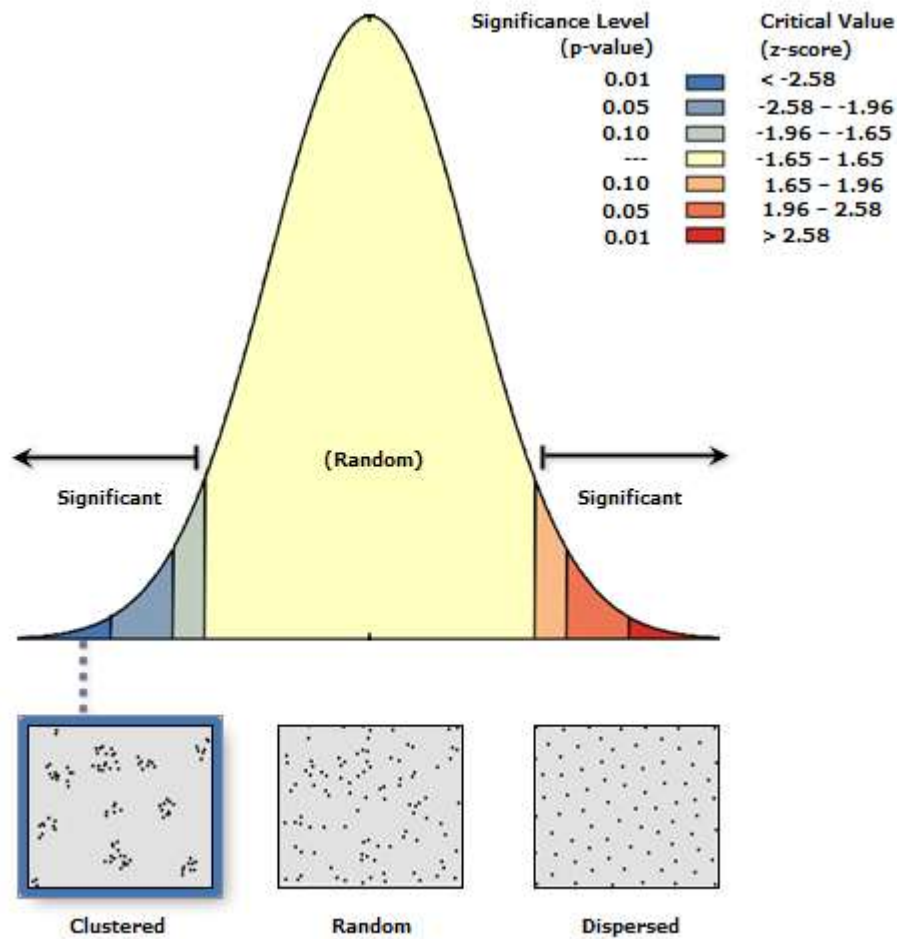 Significance Level Critical Value
(p-value) (z-score)
0.01 < -2.58
0.05 -2.58 – -1.96
0.10 -1.96 – -1.65
--- -1.65 – 1.65
0.10 1.65 – 1.96
0.05 1.96 – 2.58
0.01 > 2.58
(Random)
Significant Significant
Clustered Random Dispersed